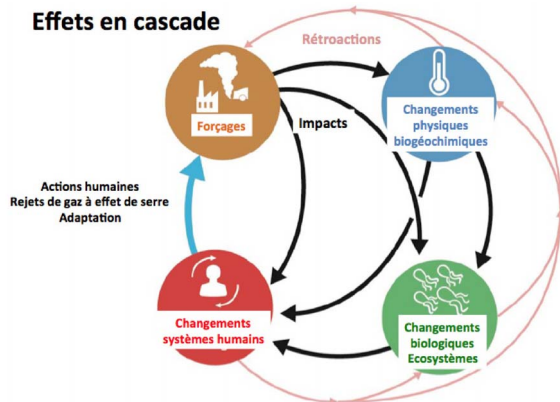 Effets en cascade
Rétroactions
Forçages
Impacts
Changements
physiques
biogéochimiques
Actions humaines
Rejets de gaz à effet de serre
Adaptation
Changements
systèmes humains
Changements
biologiques
Ecosystèmes